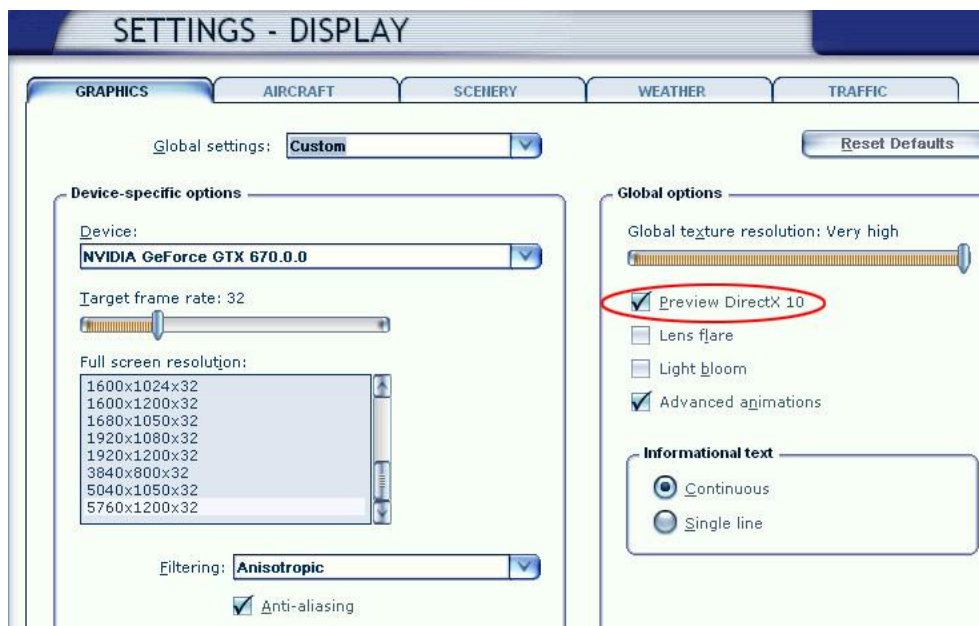 SETTINGS - DISPLAY
GRAPHICS AIRCRAFT SCENERY WEATHER TRAFFIC
Global settings: Custom
Reset Defaults
Device-specific options
Device:
NVIDIA GeForce GTX 670.0.0
Target frame rate: 32
Full screen resolution:
1600x1024x32
1600x1200x32
1680x1050x32
1920x1080x32
1920x1200x32
3840x800x32
5040x1050x32
5760x1200x32
Filtering: Anisotropic
Anti-aliasing
Global options
Global texture resolution: Very high
Preview DirectX 10
Lens flare
Light bloom
Advanced animations
Informational text
Continuous
Single line